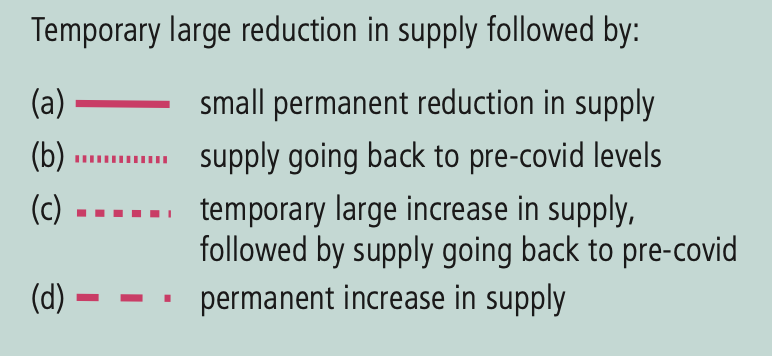 Temporary large reduction in supply followed by:
(a) small permanent reduction in supply
(b) supply going back to pre-covid levels
(c) temporary large increase in supply,
followed by supply going back to pre-covid
(d) permanent increase in supply